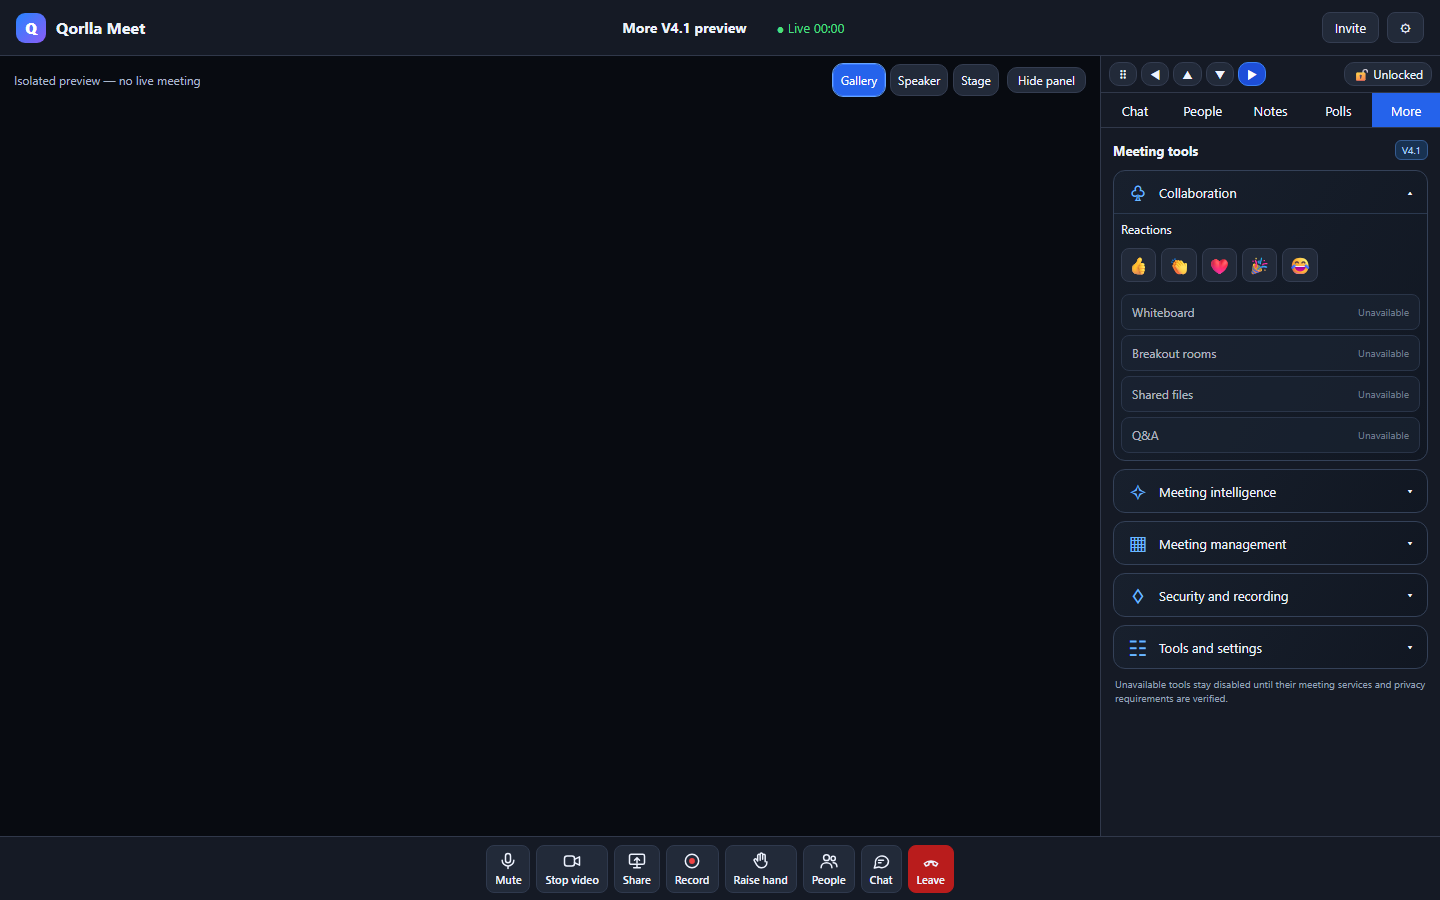 Q Qorlla Meet
More V4.1 preview
● Live 00:00
Invite
Isolated preview — no live meeting
Gallery
Speaker
Stage
Hide panel
Unlocked
Chat
People
Notes
Polls
More
Meeting tools
V4.1
Collaboration
Reactions
Whiteboard
Unavailable
Breakout rooms
Unavailable
Shared files
Unavailable
Q&A
Unavailable
Meeting intelligence
Meeting management
Security and recording
Tools and settings
Unavailable tools stay disabled until their meeting services and privacy
requirements are verified.
Mute
Stop video
Share
Record
Raise hand
People
Chat
Leave